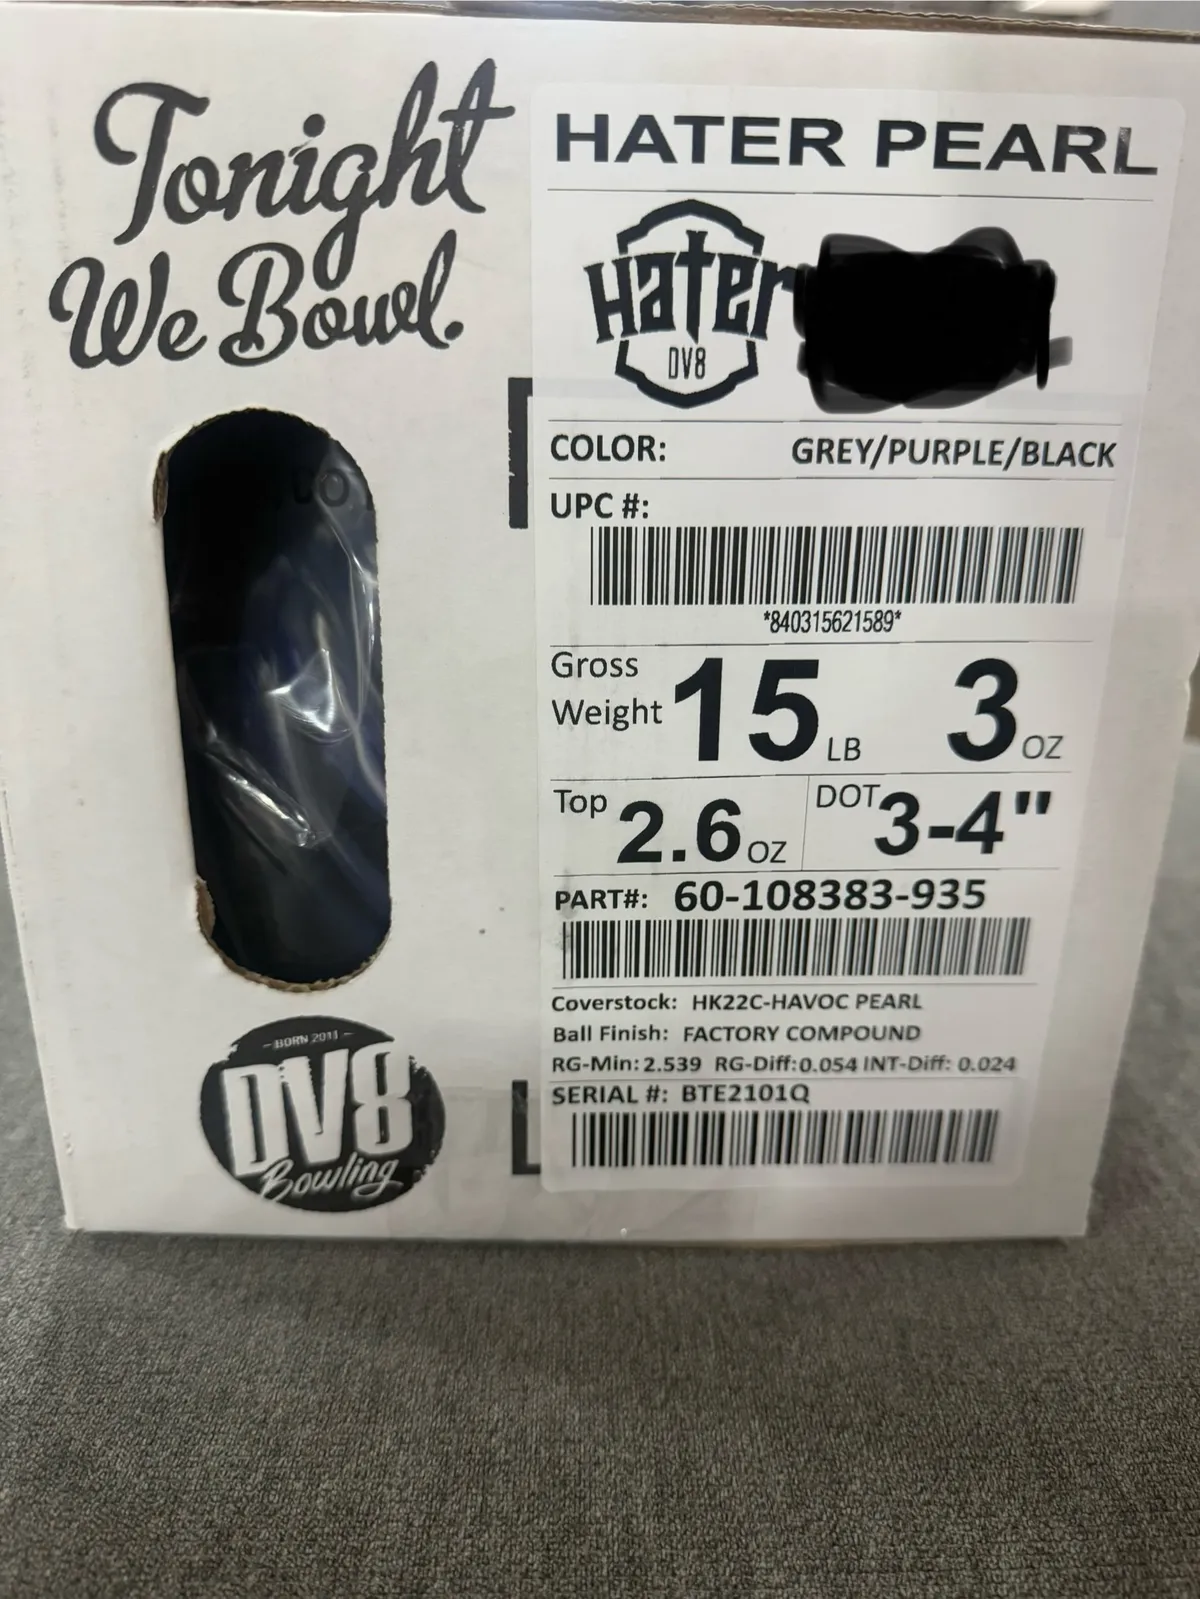 Tonight
We Bowl.
HATER PEARL
Hater
DV8
COLOR: GREY/PURPLE/BLACK
UPC #:
*840315621589*
Gross Weight 15 LB 3 OZ
Top 2.6 OZ DOT 3-4"
PART#: 60-108383-935
Coverstock: HK22C-HAVOC PEARL
Ball Finish: FACTORY COMPOUND
RG-Min: 2.539 RG-Diff: 0.054 INT-Diff: 0.024
SERIAL #: BTE2101Q
BORN 2011
DV8
Bowling